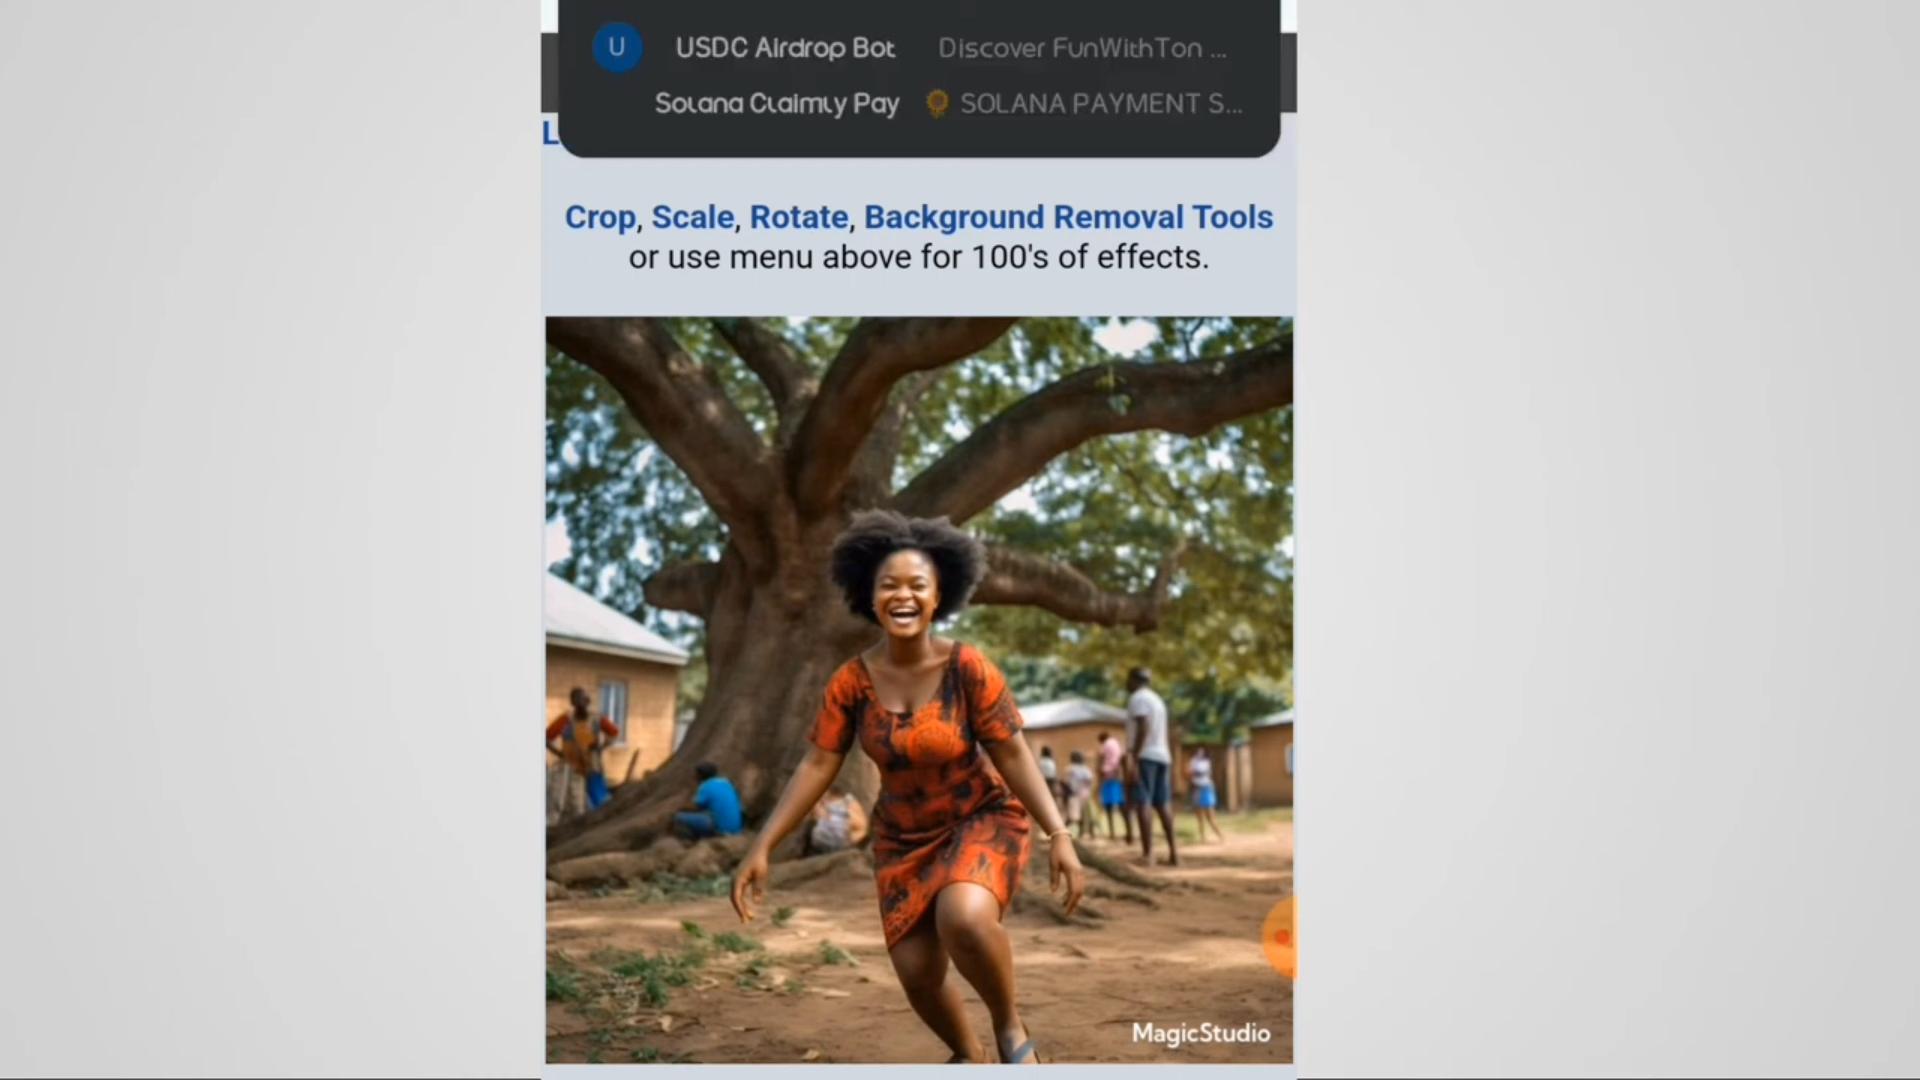 U USDC Airdrop Bot Discover FunWithTon ...
Solana Claimly Pay SOLANA PAYMENT S...
L
Crop, Scale, Rotate, Background Removal Tools
or use menu above for 100's of effects.
MagicStudio